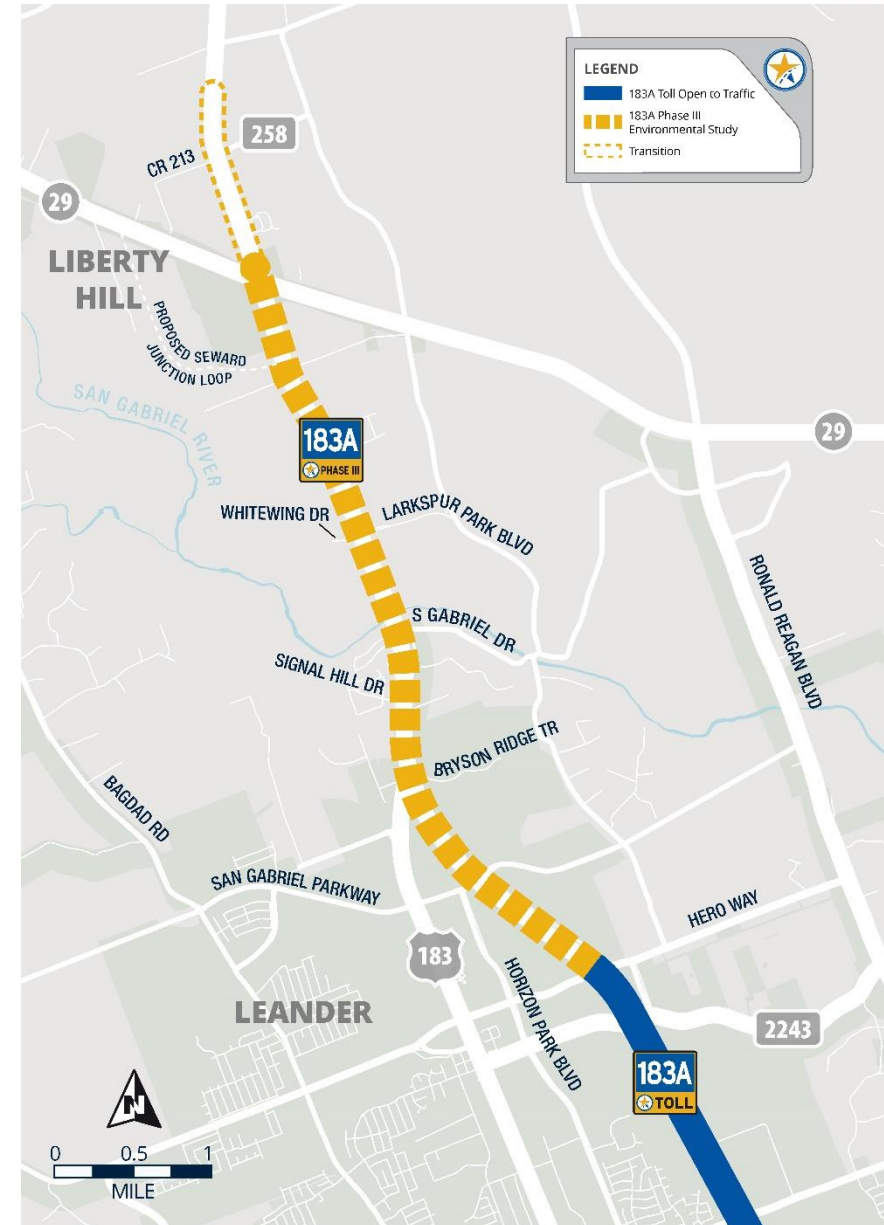 LEGEND
183A Toll Open to Traffic
183A Phase III
Environmental Study
Transition
258
CR 213
29
LIBERTY
HILL
PROPOSED SEWARD
JUNCTION LOOP
SAN GABRIEL
RIVER
183A
PHASE III
29
WHITEWING DR
LARKSPUR PARK BLVD
S GABRIEL DR
RONALD REAGAN BLVD
SIGNAL HILL DR
BRYSON RIDGE TR
BAGDAD RD
SAN GABRIEL PARKWAY
HERO WAY
183
HORIZON PARK BLVD
LEANDER
2243
183A
TOLL
N
0 0.5 1
MILE